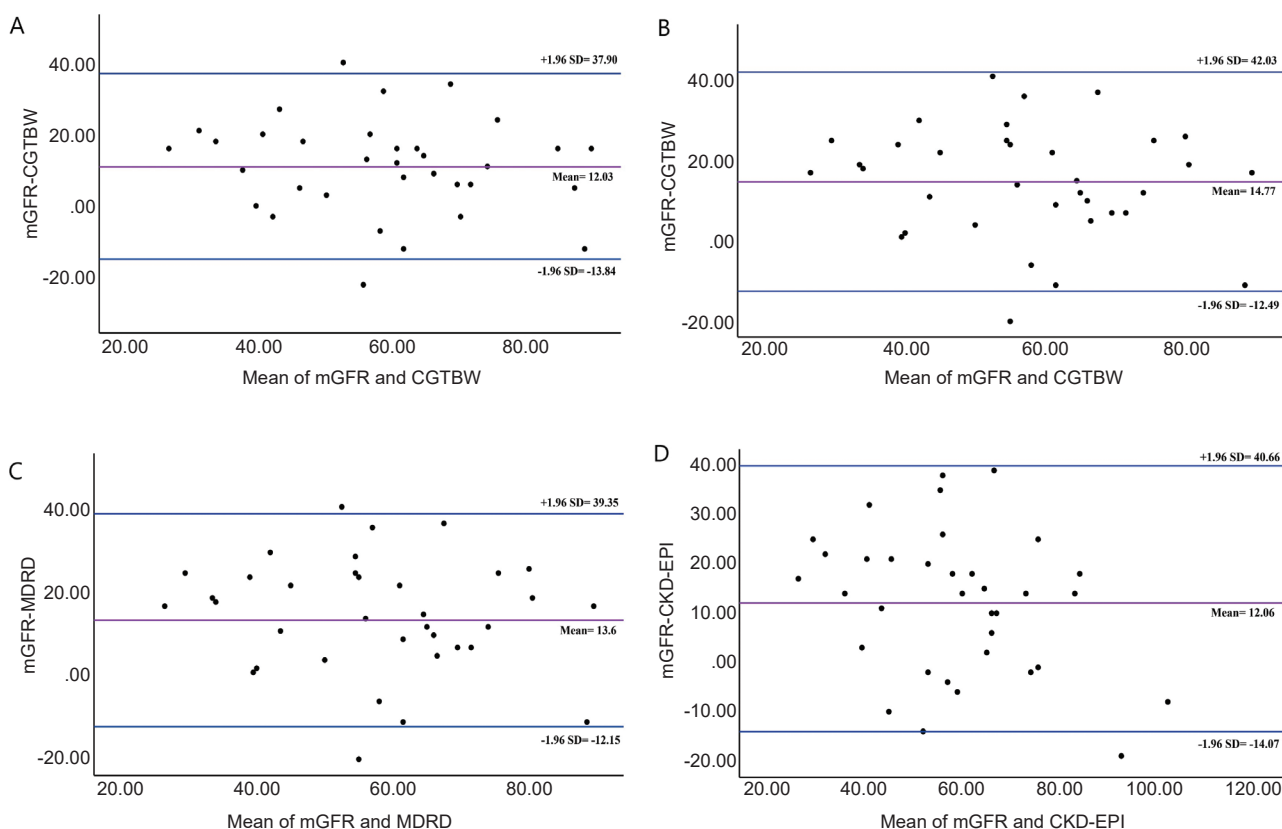 A
mGFR-CGTBW
40.00
20.00
.00
-20.00
+1.96 SD= 37.90
Mean= 12.03
-1.96 SD= -13.84
20.00 40.00 60.00 80.00
Mean of mGFR and CGTBW
B
mGFR-CGTBW
40.00
20.00
.00
-20.00
+1.96 SD= 42.03
Mean= 14.77
-1.96 SD= -12.49
20.00 40.00 60.00 80.00
Mean of mGFR and CGTBW
C
mGFR-MDRD
40.00
20.00
.00
-20.00
+1.96 SD= 39.35
Mean= 13.6
-1.96 SD= -12.15
20.00 40.00 60.00 80.00
Mean of mGFR and MDRD
D
mGFR-CKD-EPI
40.00
30.00
20.00
10.00
.00
-10.00
-20.00
+1.96 SD= 40.66
Mean= 12.06
-1.96 SD= -14.07
20.00 40.00 60.00 80.00 100.00 120.00
Mean of mGFR and CKD-EPI